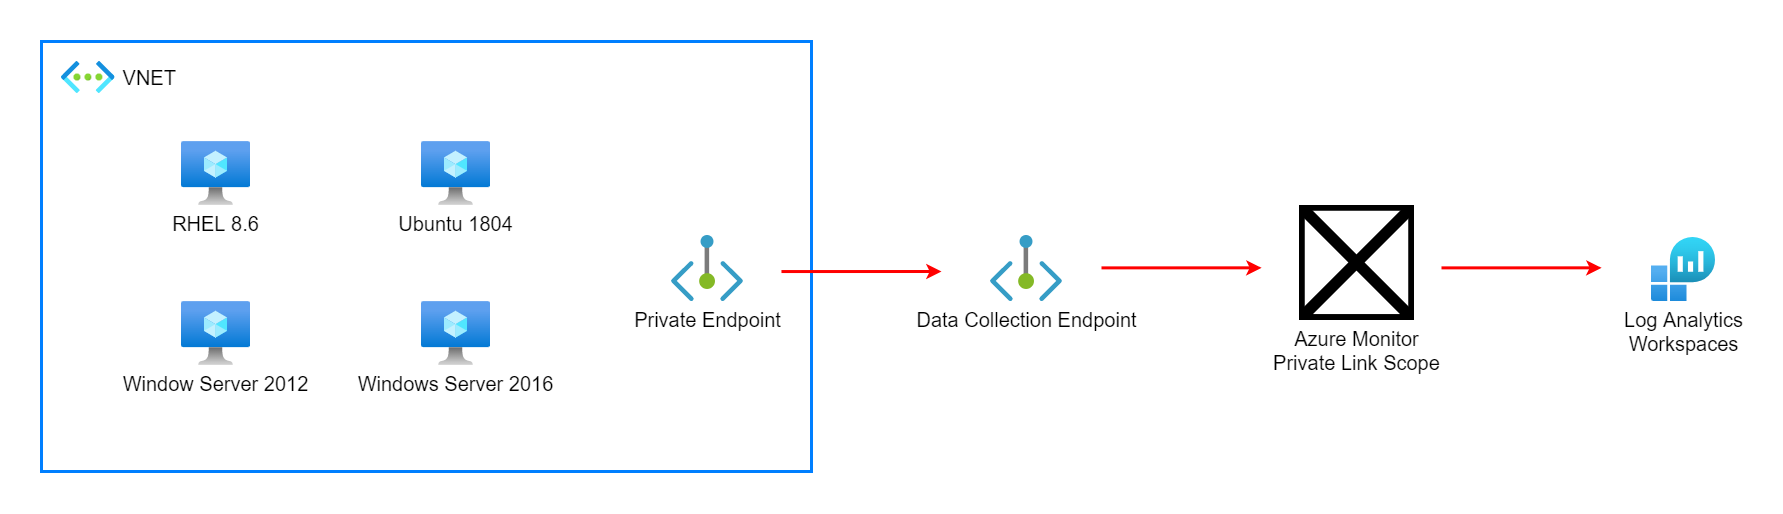 VNET
RHEL 8.6
Ubuntu 1804
Window Server 2012
Windows Server 2016
Private Endpoint
Data Collection Endpoint
Azure Monitor
Private Link Scope
Log Analytics
Workspaces